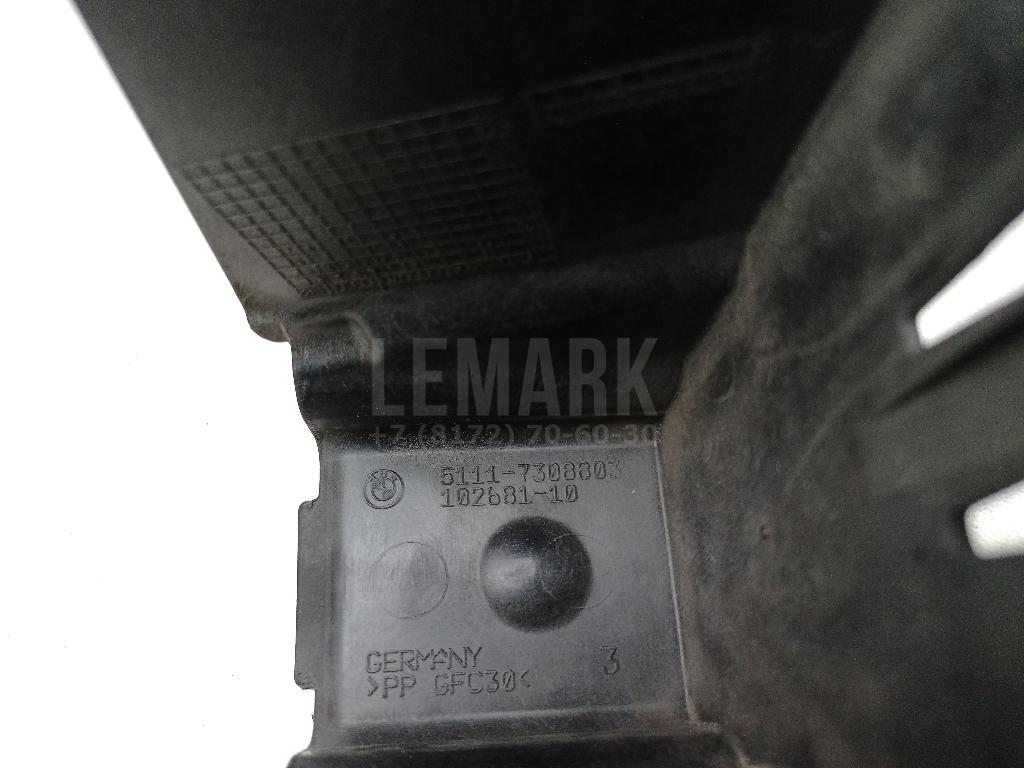 LEMARK
+7 (8172) 70-60-30
5111-7308803
102681-10
GERMANY
3
>PP GFC30<